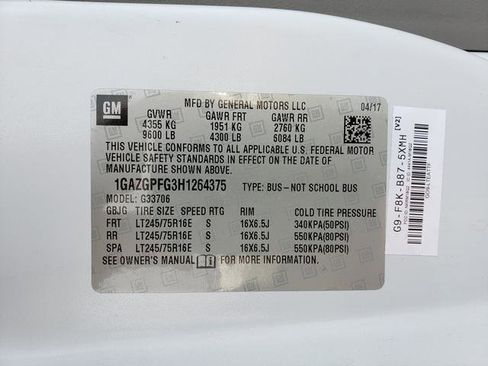 GM
MFD BY GENERAL MOTORS LLC 04/17
GVWR GAWR FRT GAWR RR
4355 KG 1951 KG 2760 KG
9600 LB 4300 LB 6084 LB
THIS VEHICLE CONFORMS TO ALL APPLICABLE U.S. FEDERAL
MOTOR VEHICLE SAFETY STANDARDS IN EFFECT ON THE DATE OF
MANUFACTURE SHOWN ABOVE.
1GAZGPFG3H1264375 TYPE: BUS-NOT SCHOOL BUS
MODEL: G33706
GBJG TIRE SIZE SPEED RTG RIM COLD TIRE PRESSURE
FRT LT245/75R16E S 16X6.5J 340KPA(50PSI)
RR LT245/75R16E S 16X6.5J 550KPA(80PSI)
SPA LT245/75R16E S 16X6.5J 550KPA(80PSI)
SEE OWNER'S MANUAL FOR MORE INFORMATION.
G9-F8K-B87-5XMH [V2]